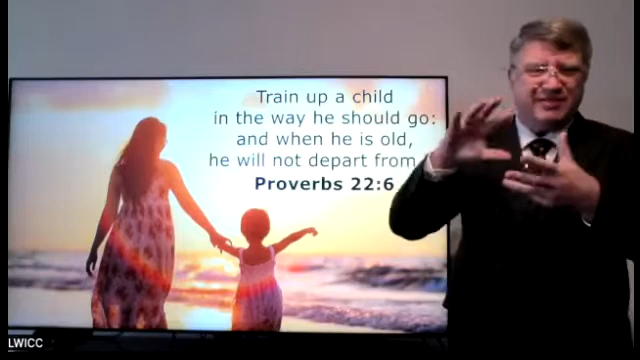 Train up a child
in the way he should go:
and when he is old,
he will not depart from
Proverbs 22:6
LWICC